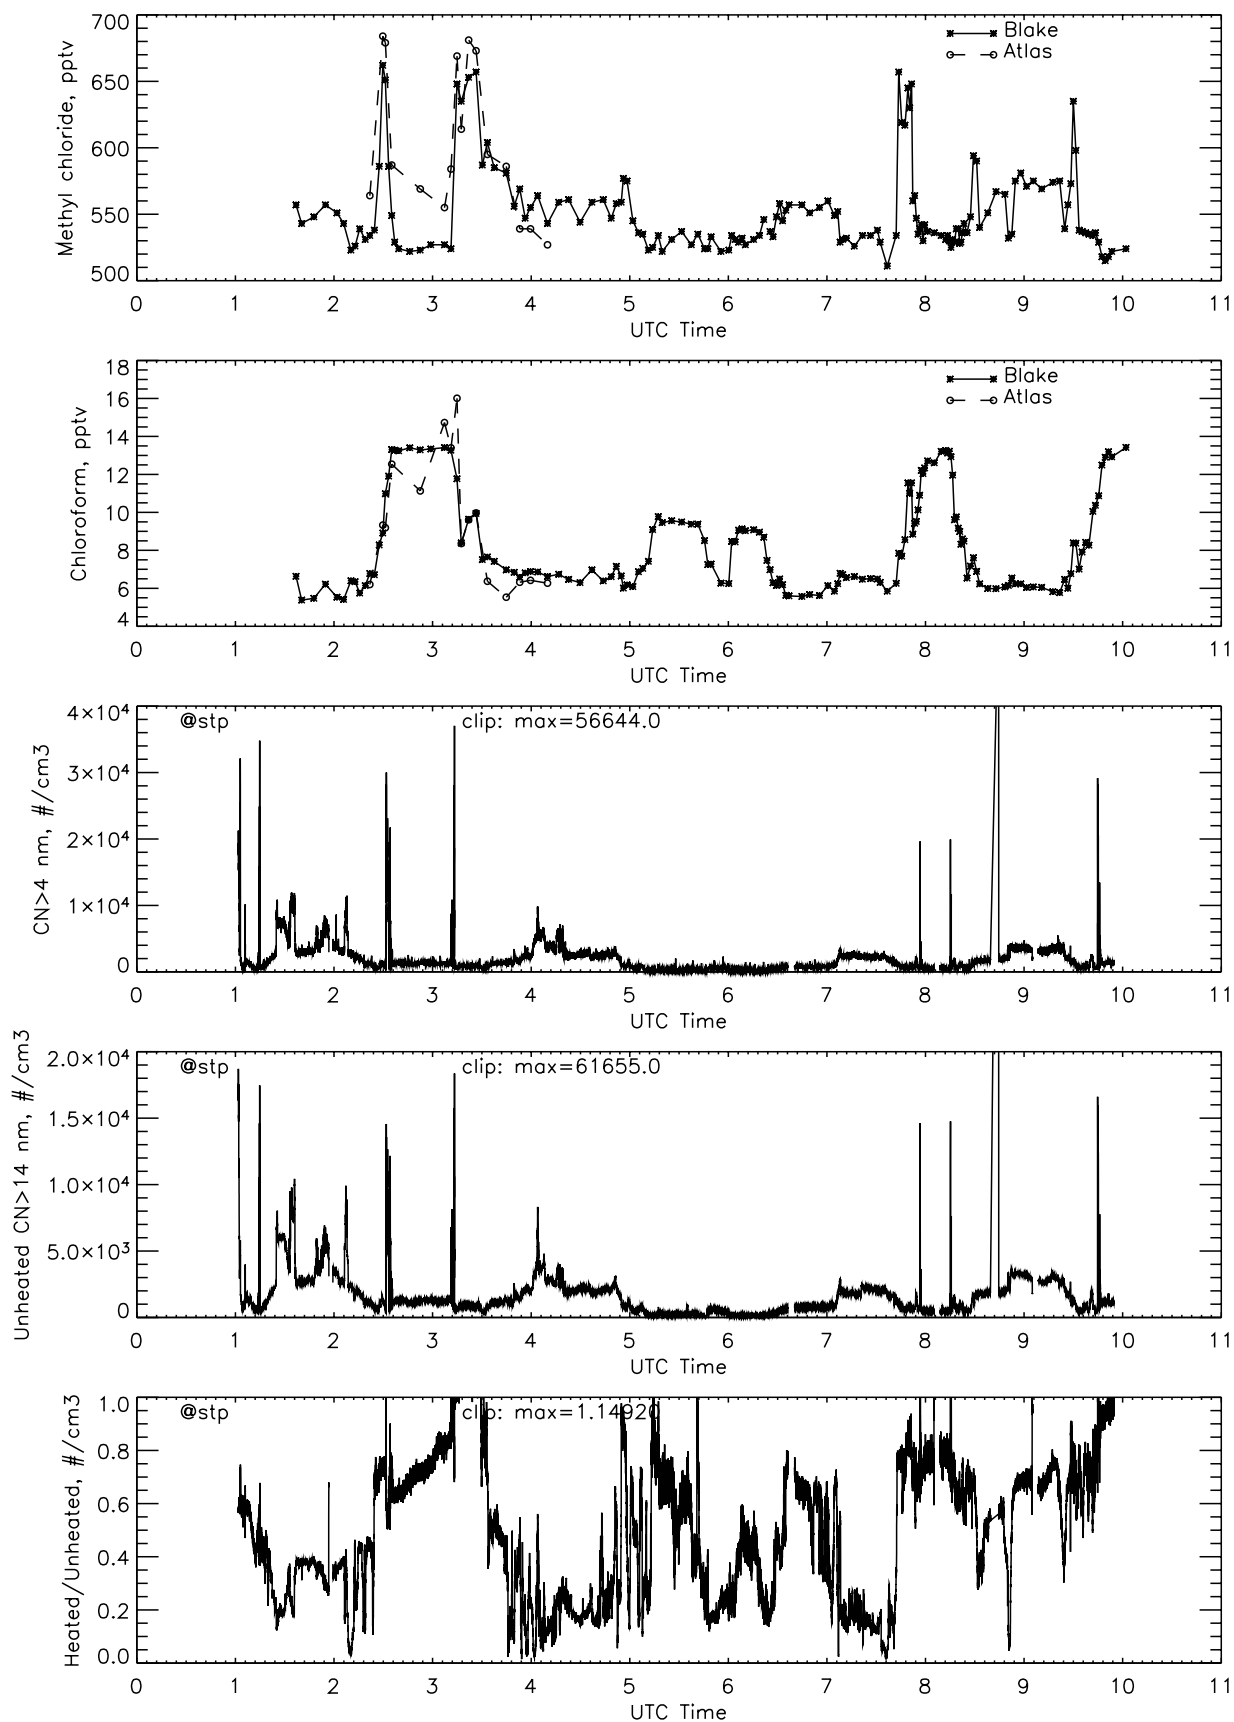 700
650
600
550
500
Methyl chloride, pptv
Blake
Atlas
0 1 2 3 4 5 6 7 8 9 10 11
UTC Time
18
16
14
12
10
8
6
4
Chloroform, pptv
Blake
Atlas
0 1 2 3 4 5 6 7 8 9 10 11
UTC Time
4×10⁴
3×10⁴
2×10⁴
1×10⁴
0
CN>4 nm, #/cm3
@stp
clip: max=56644.0
0 1 2 3 4 5 6 7 8 9 10 11
UTC Time
2.0×10⁴
1.5×10⁴
1.0×10⁴
5.0×10³
0
Unheated CN>14 nm, #/cm3
@stp
clip: max=61655.0
0 1 2 3 4 5 6 7 8 9 10 11
UTC Time
1.0
0.8
0.6
0.4
0.2
0.0
Heated/Unheated, #/cm3
@stp
clip: max=1.14920
0 1 2 3 4 5 6 7 8 9 10 11
UTC Time